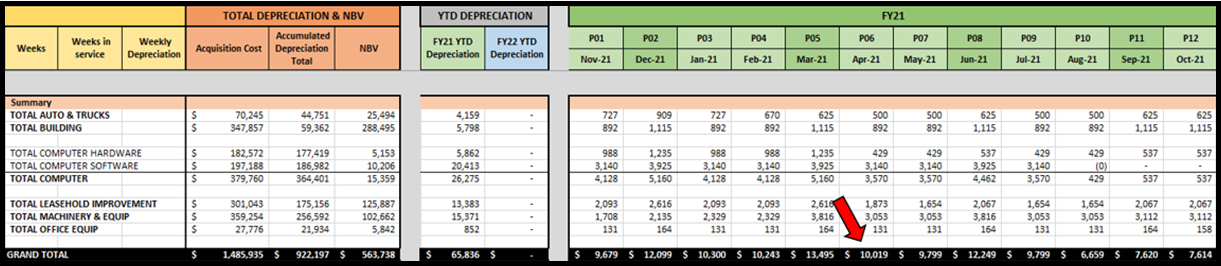 TOTAL DEPRECIATION & NBV YTD DEPRECIATION FY21
Weeks Weeks in service Weekly Depreciation Acquisition Cost Accumulated Depreciation Total NBV FY21 YTD Depreciation FY22 YTD Depreciation P01 P02 P03 P04 P05 P06 P07 P08 P09 P10 P11 P12
Nov-21 Dec-21 Jan-21 Feb-21 Mar-21 Apr-21 May-21 Jun-21 Jul-21 Aug-21 Sep-21 Oct-21
Summary
TOTAL AUTO & TRUCKS $ 70,245 44,751 25,494 4,159 - 727 909 727 670 625 500 500 625 500 500 625 625
TOTAL BUILDING $ 347,857 59,362 288,495 5,798 - 892 1,115 892 892 1,115 892 892 1,115 892 892 1,115 1,115
TOTAL COMPUTER HARDWARE $ 182,572 177,419 5,153 5,862 - 988 1,235 988 988 1,235 429 429 537 429 429 537 537
TOTAL COMPUTER SOFTWARE $ 197,188 186,982 10,206 20,413 - 3,140 3,925 3,140 3,140 3,925 3,140 3,140 3,925 3,140 (0) - -
TOTAL COMPUTER $ 379,760 364,401 15,359 26,275 - 4,128 5,160 4,128 4,128 5,160 3,570 3,570 4,462 3,570 429 537 537
TOTAL LEASEHOLD IMPROVEMENT $ 301,043 175,156 125,887 13,383 - 2,093 2,616 2,093 2,093 2,616 1,873 1,654 2,067 1,654 1,654 2,067 2,067
TOTAL MACHINERY & EQUIP $ 359,254 256,592 102,662 15,371 - 1,708 2,135 2,329 2,329 3,816 3,053 3,053 3,816 3,053 3,053 3,112 3,112
TOTAL OFFICE EQUIP $ 27,776 21,934 5,842 852 - 131 164 131 131 164 131 131 164 131 131 164 158
GRAND TOTAL $ 1,485,935 $ 922,197 $ 563,738 $ 65,836 $ - $ 9,679 $ 12,099 $ 10,300 $ 10,243 $ 13,495 $ 10,019 $ 9,799 $ 12,249 $ 9,799 $ 6,659 $ 7,620 $ 7,614